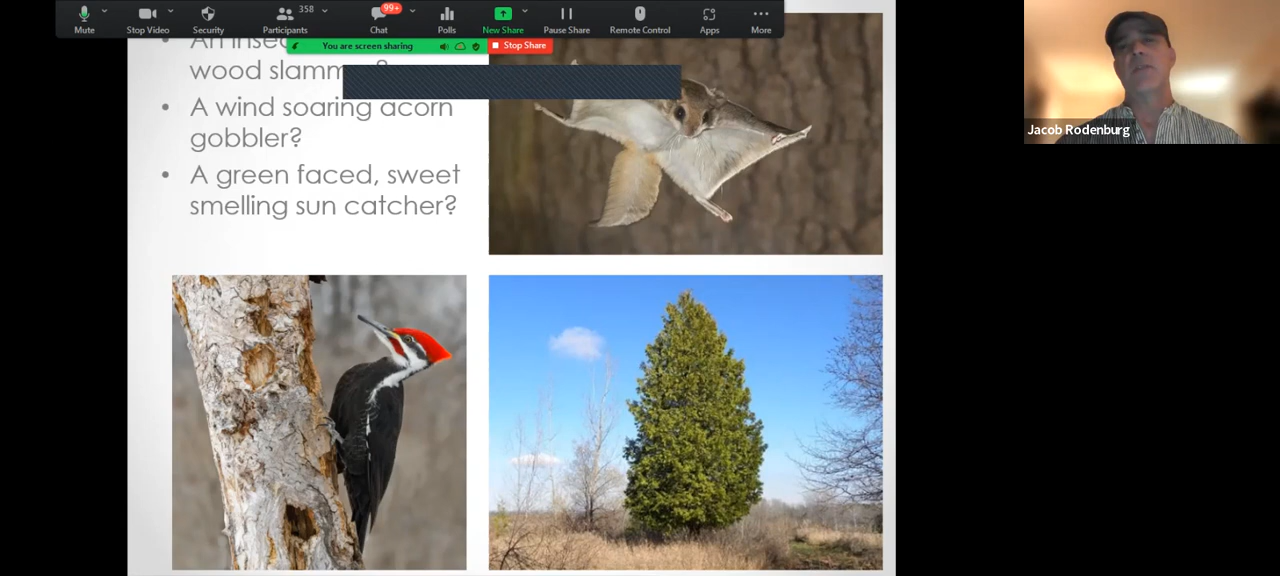 358
99+
Mute
Stop Video
Security
Participants
Chat
Polls
New Share
Pause Share
Remote Control
Apps
More
You are screen sharing
Stop Share
An
wood
• A wind soaring acorn
gobbler?
• A green faced, sweet
smelling sun catcher?
Jacob Rodenburg